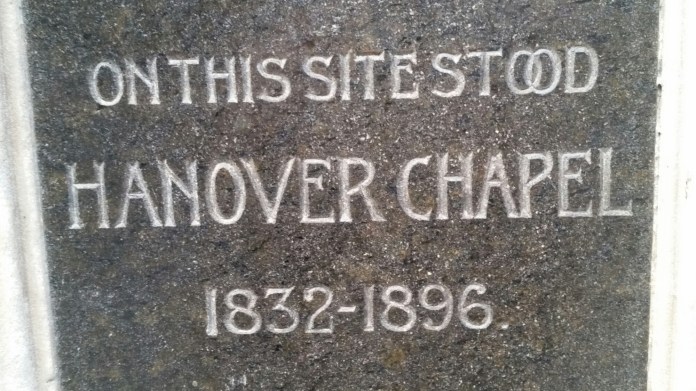 ON THIS SITE STOOD
HANOVER CHAPEL
1832-1896.